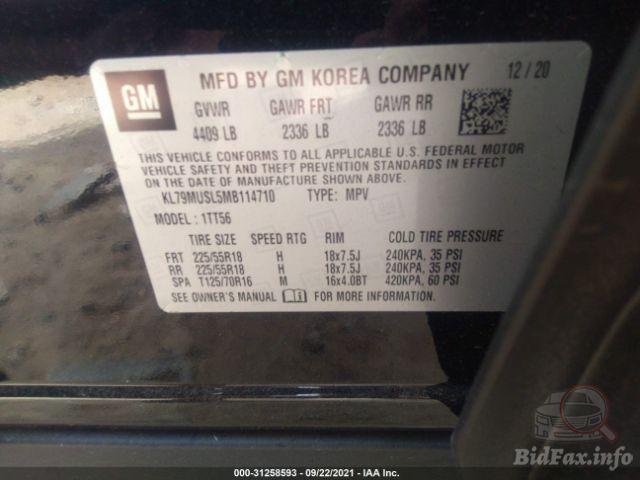 GM
MFD BY GM KOREA COMPANY 12/20
GVWR GAWR FRT GAWR RR
4409 LB 2336 LB 2336 LB
THIS VEHICLE CONFORMS TO ALL APPLICABLE U.S. FEDERAL MOTOR
VEHICLE SAFETY AND THEFT PREVENTION STANDARDS IN EFFECT
ON THE DATE OF MANUFACTURE SHOWN ABOVE.
KL79MUSL5MB114710 TYPE: MPV
MODEL: 1TT56
TIRE SIZE SPEED RTG RIM COLD TIRE PRESSURE
FRT 225/55R18 H 18x7.5J 240KPA, 35 PSI
RR 225/55R18 H 18x7.5J 240KPA, 35 PSI
SPA T125/70R16 M 16x4.0BT 420KPA, 60 PSI
SEE OWNER'S MANUAL FOR MORE INFORMATION.
BidFax.info
000-31258593 - 09/22/2021 - IAA Inc.